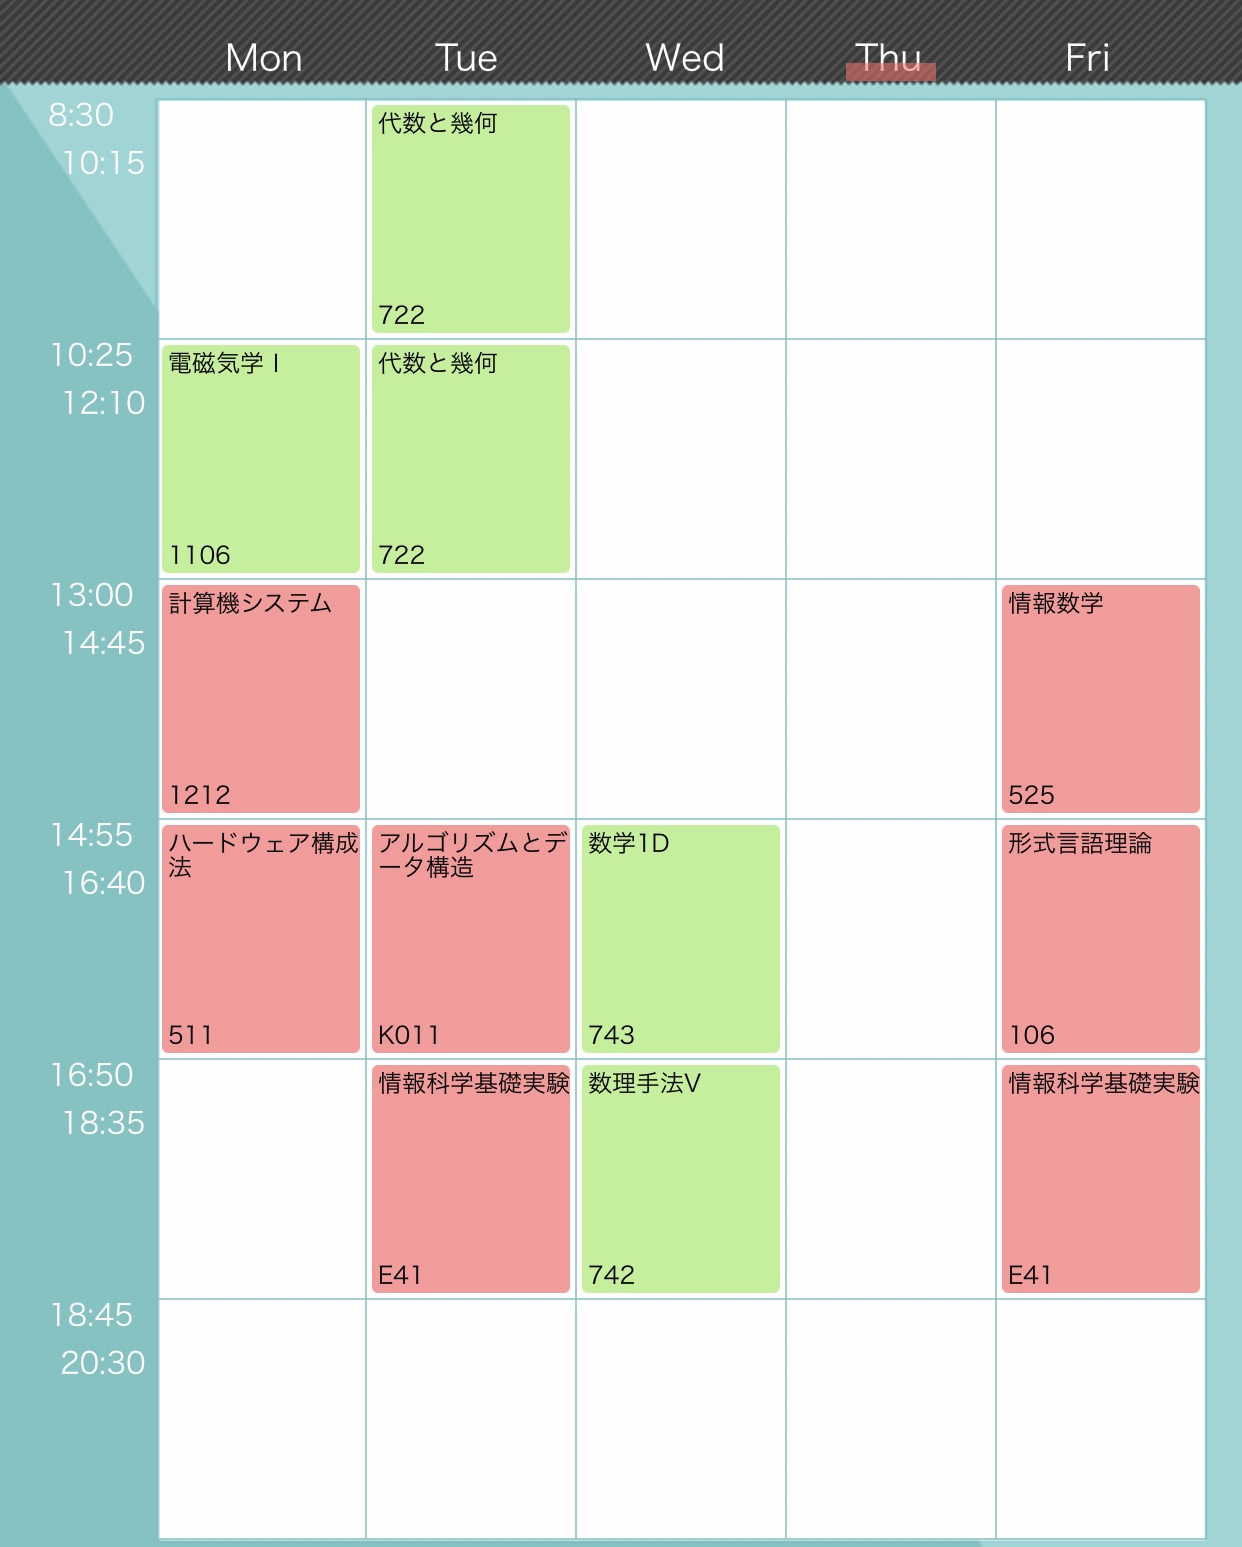 Mon Tue Wed Thu Fri
8:30
10:15
代数と幾何
722
10:25
12:10
電磁気学Ⅰ
1106
代数と幾何
722
13:00
14:45
計算機システム
1212
情報数学
525
14:55
16:40
ハードウェア構成
法
511
アルゴリズムとデ
ータ構造
K011
数学1D
743
形式言語理論
106
16:50
18:35
情報科学基礎実験
E41
数理手法Ⅴ
742
情報科学基礎実験
E41
18:45
20:30